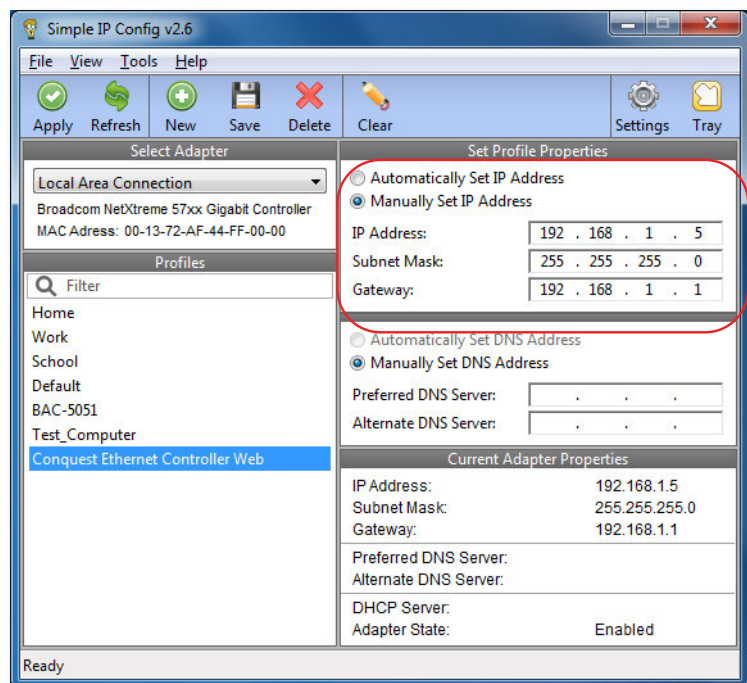 Simple IP Config v2.6
File View Tools Help
Apply Refresh New Save Delete Clear Settings Tray
Select Adapter
Local Area Connection
Broadcom NetXtreme 57xx Gigabit Controller
MAC Adress: 00-13-72-AF-44-FF-00-00
Profiles
Filter
Home
Work
School
Default
BAC-5051
Test_Computer
Conquest Ethernet Controller Web
Set Profile Properties
Automatically Set IP Address
Manually Set IP Address
IP Address: 192 . 168 . 1 . 5
Subnet Mask: 255 . 255 . 255 . 0
Gateway: 192 . 168 . 1 . 1
Automatically Set DNS Address
Manually Set DNS Address
Preferred DNS Server: . . .
Alternate DNS Server: . . .
Current Adapter Properties
IP Address: 192.168.1.5
Subnet Mask: 255.255.255.0
Gateway: 192.168.1.1
Preferred DNS Server:
Alternate DNS Server:
DHCP Server:
Adapter State: Enabled
Ready